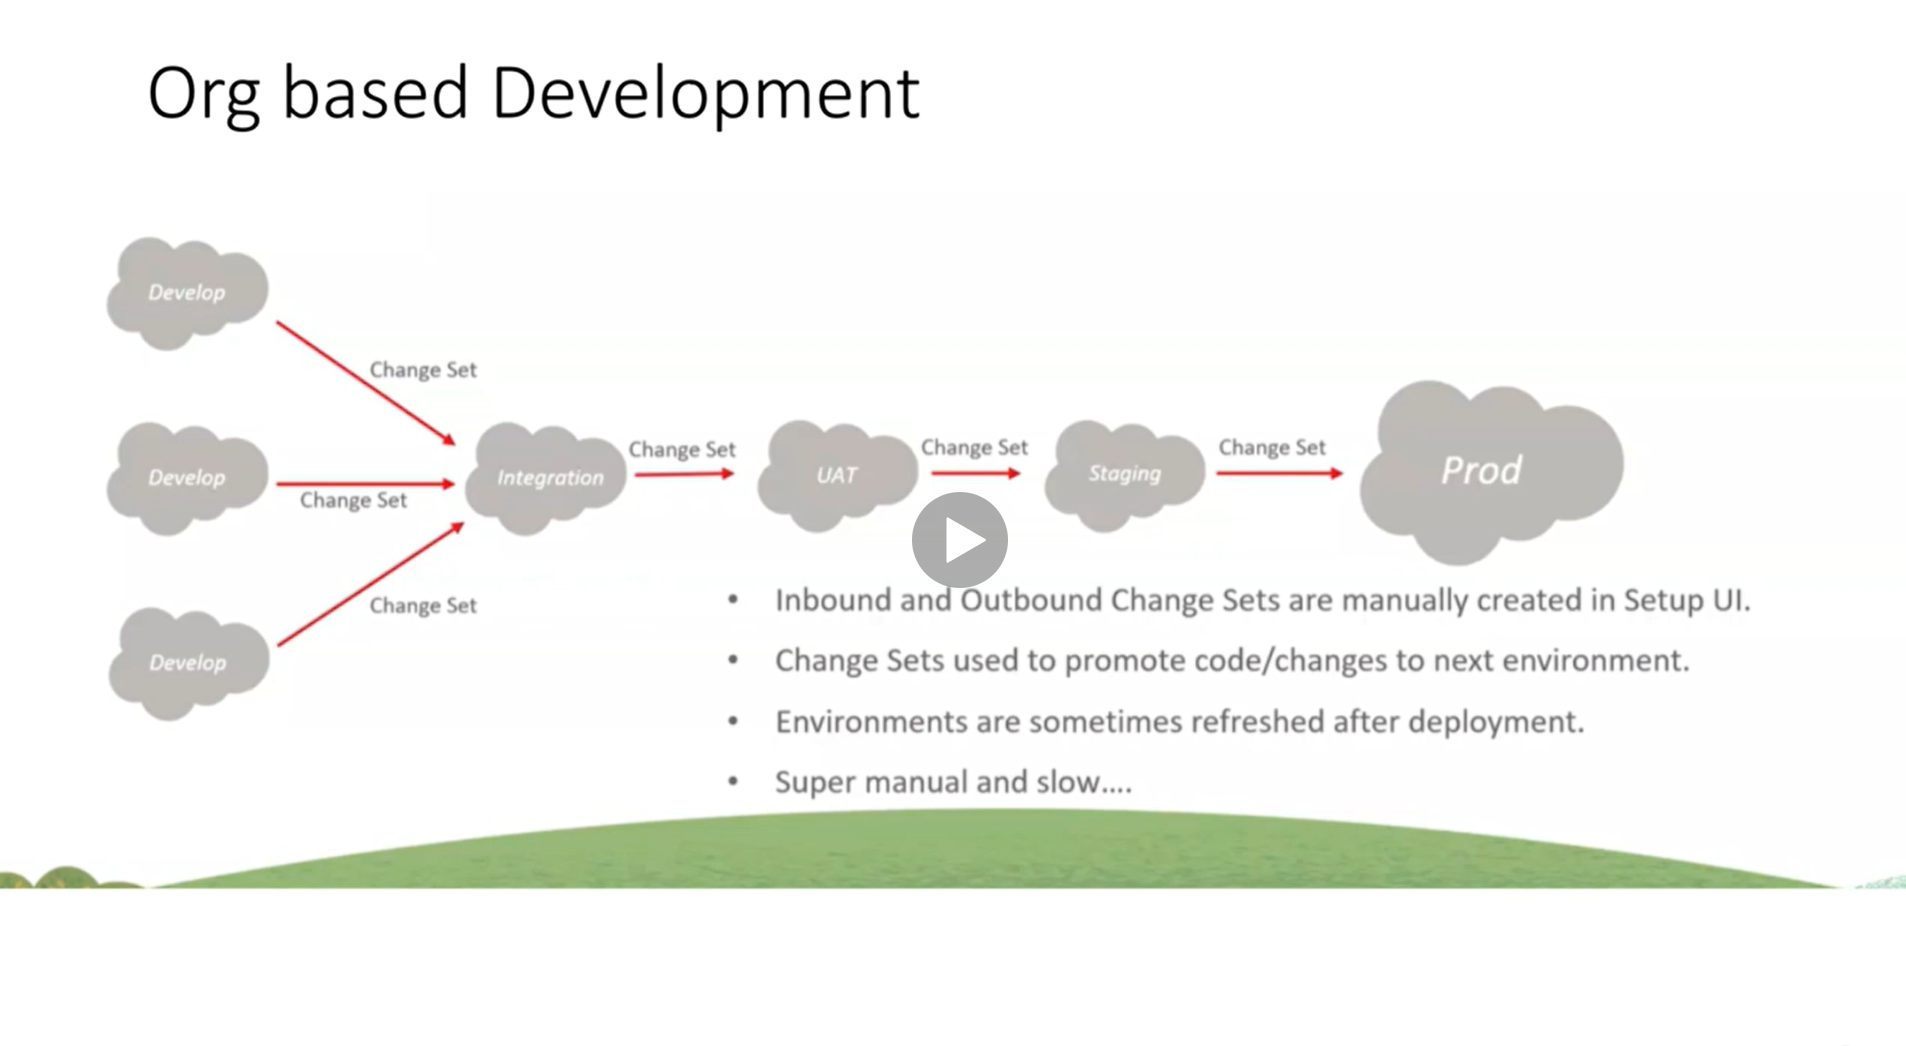 Org based Development
Develop
Change Set
Develop
Change Set
Develop
Change Set
Integration
Change Set
UAT
Change Set
Staging
Change Set
Prod
• Inbound and Outbound Change Sets are manually created in Setup UI.
• Change Sets used to promote code/changes to next environment.
• Environments are sometimes refreshed after deployment.
• Super manual and slow....